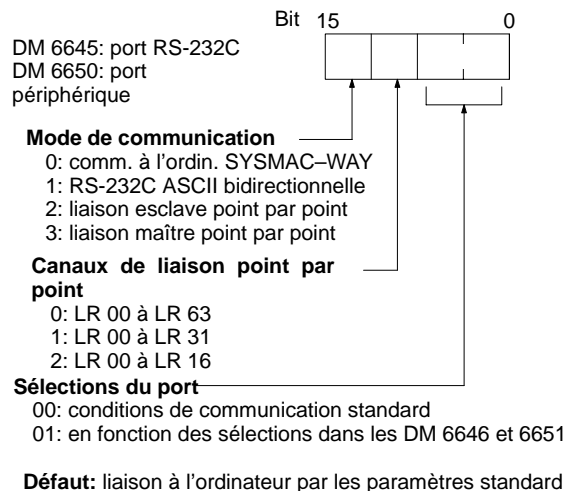 Bit 15 0
DM 6645: port RS-232C
DM 6650: port
périphérique
Mode de communication
0: comm. à l'ordin. SYSMAC–WAY
1: RS-232C ASCII bidirectionnelle
2: liaison esclave point par point
3: liaison maître point par point
Canaux de liaison point par
point
0: LR 00 à LR 63
1: LR 00 à LR 31
2: LR 00 à LR 16
Sélections du port
00: conditions de communication standard
01: en fonction des sélections dans les DM 6646 et 6651
Défaut: liaison à l'ordinateur par les paramètres standard